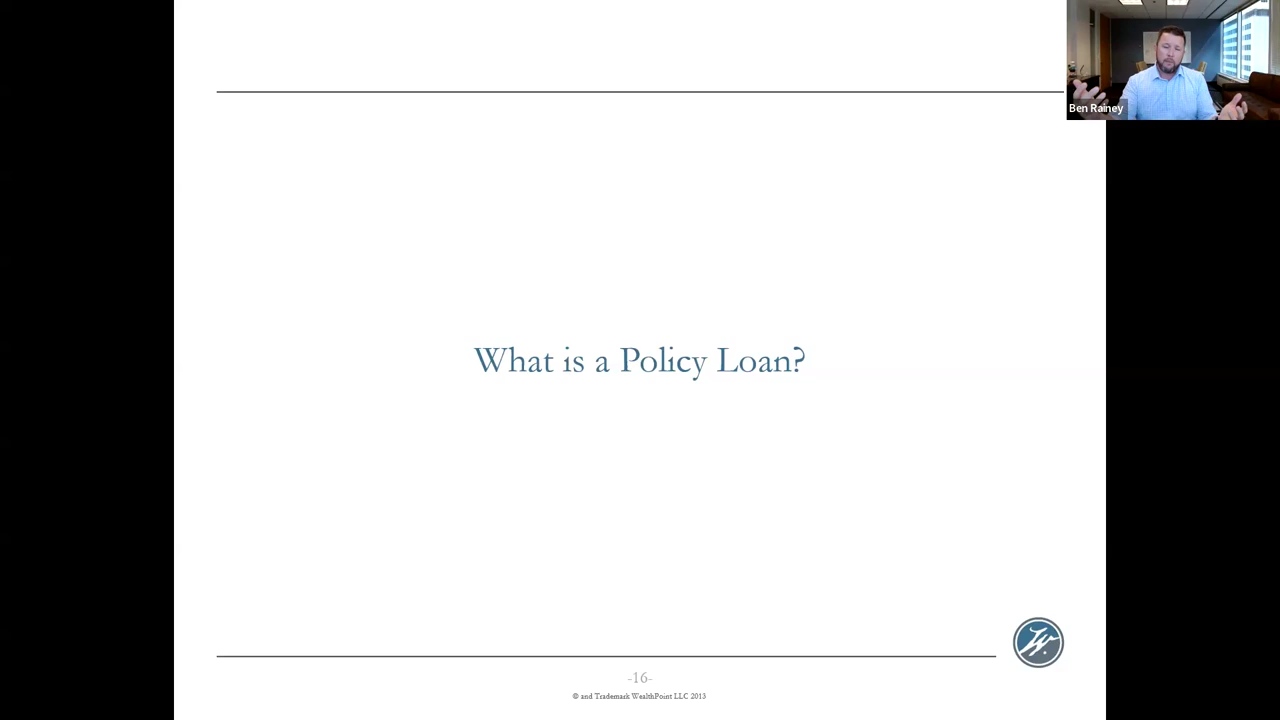 Ben Rainey
What is a Policy Loan?
W.
-16-
© and Trademark WealthPoint LLC 2013